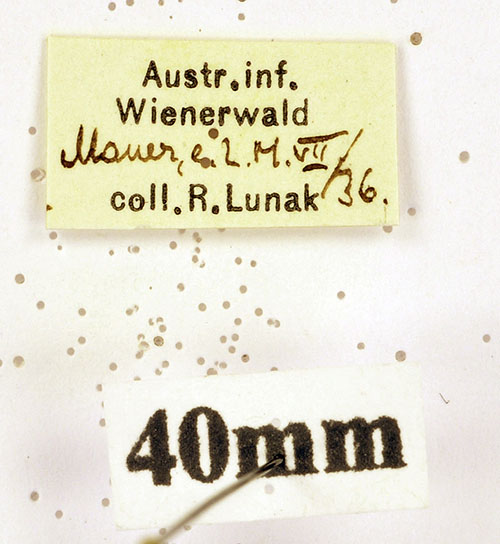 Austr.inf.
Wienerwald
Mauer, e. L. M. VII/36.
coll.R.Lunak
40mm